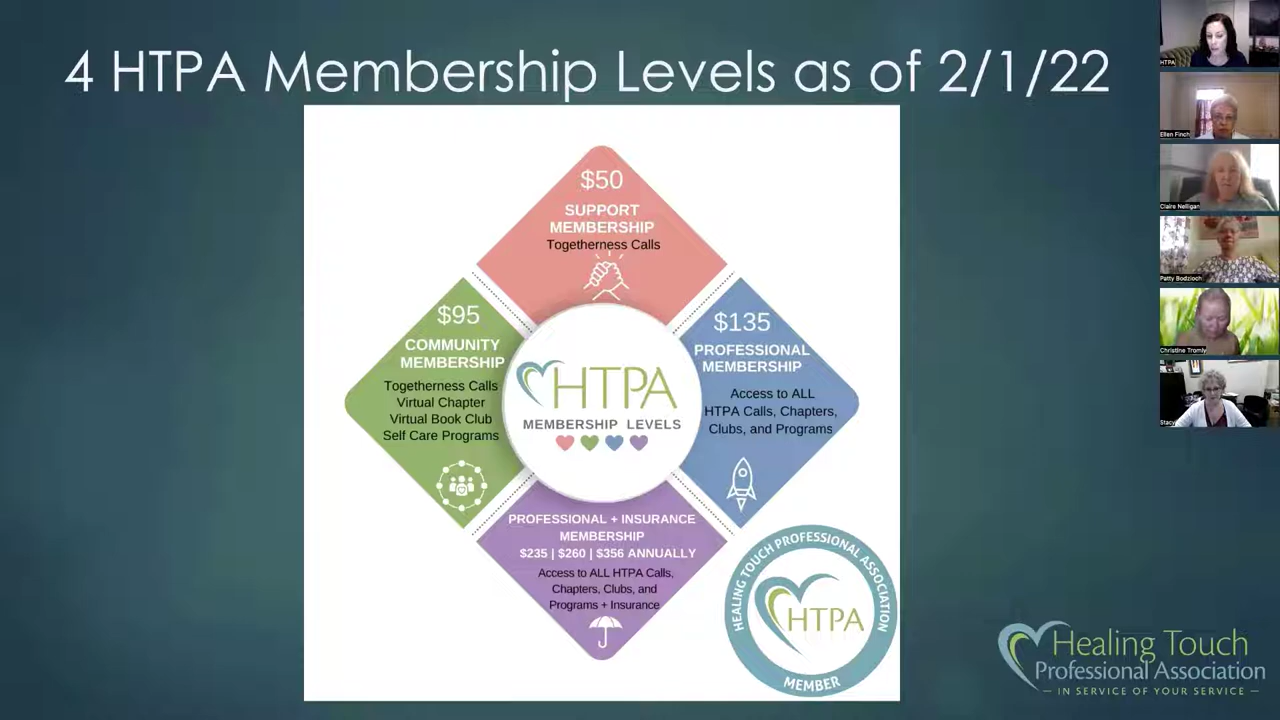 4 HTPA Membership Levels as of 2/1/22
$50
SUPPORT
MEMBERSHIP
Togetherness Calls
$95
COMMUNITY
MEMBERSHIP
Togetherness Calls
Virtual Chapter
Virtual Book Club
Self Care Programs
HTPA
MEMBERSHIP LEVELS
$135
PROFESSIONAL
MEMBERSHIP
Access to ALL
HTPA Calls, Chapters,
Clubs, and Programs
PROFESSIONAL + INSURANCE
MEMBERSHIP
$235 | $260 | $356 ANNUALLY
Access to ALL HTPA Calls,
Chapters, Clubs, and
Programs + Insurance
HEALING TOUCH PROFESSIONAL ASSOCIATION
HTPA
MEMBER
Healing Touch
Professional Association
— IN SERVICE OF YOUR SERVICE —
HTPA
Ellen Finch
Claire Nelligan
Patty Bodzioch
Christine Tromly
Stacy